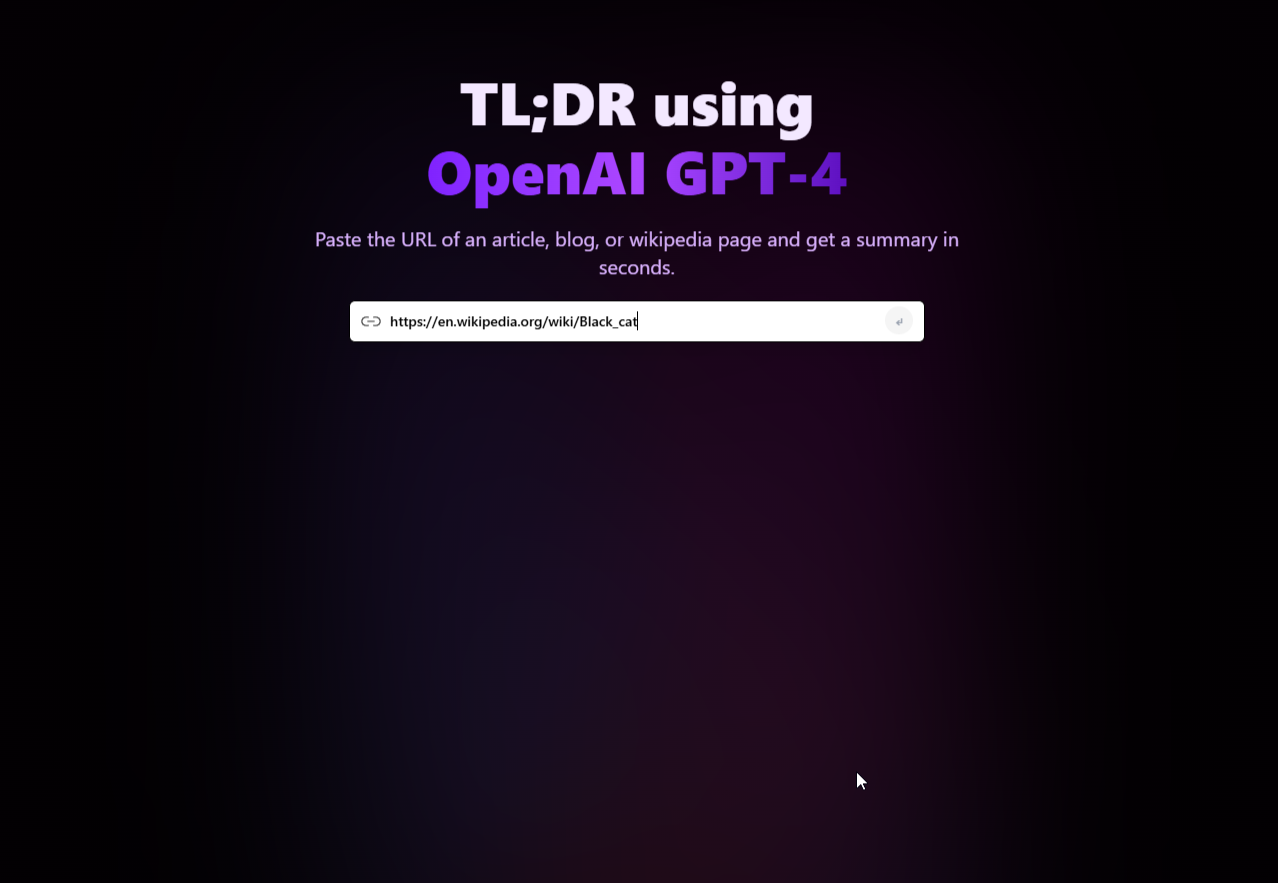 TL;DR using
OpenAI GPT-4
Paste the URL of an article, blog, or wikipedia page and get a summary in
seconds.
https://en.wikipedia.org/wiki/Black_cat